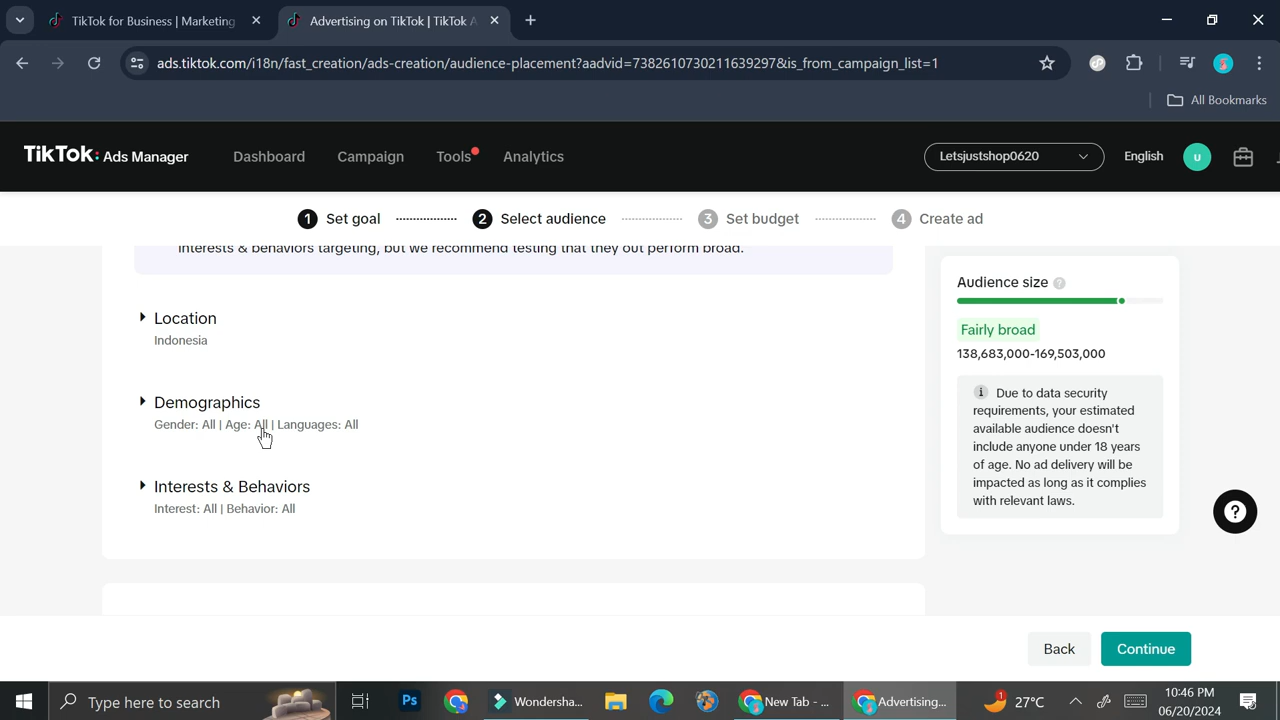 TikTok for Business | Marketing
Advertising on TikTok | TikTok A
ads.tiktok.com/i18n/fast_creation/ads-creation/audience-placement?aadvid=7382610730211639297&is_from_campaign_list=1
All Bookmarks
TikTok: Ads Manager
Dashboard
Campaign
Tools
Analytics
Letsjustshop0620
English
u
1 Set goal
2 Select audience
3 Set budget
4 Create ad
interests & behaviors targeting, but we recommend testing that they out perform broad.
Location
Indonesia
Demographics
Gender: All | Age: All | Languages: All
Interests & Behaviors
Interest: All | Behavior: All
Audience size ?
Fairly broad
138,683,000-169,503,000
i Due to data security
requirements, your estimated
available audience doesn't
include anyone under 18 years
of age. No ad delivery will be
impacted as long as it complies
with relevant laws.
?
Back
Continue
Type here to search
Ps
Wondersha...
New Tab - ...
Advertising...
1
27°C
10:46 PM
06/20/2024